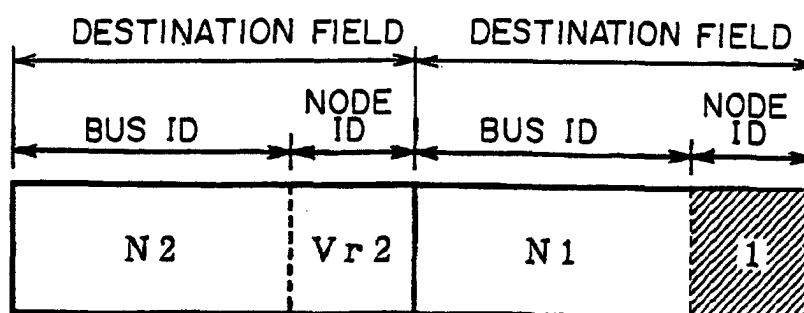 DESTINATION FIELD DESTINATION FIELD
BUS ID NODE ID BUS ID NODE ID
N2 Vr2 N1 1